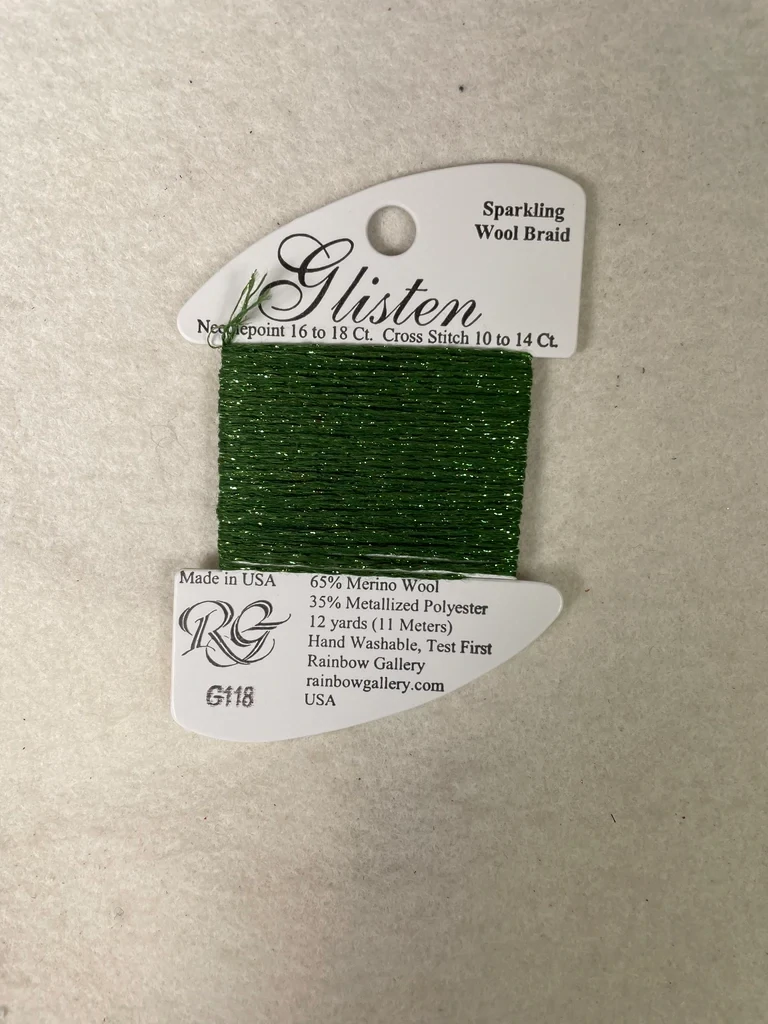 Sparkling
Wool Braid
Glisten
Needlepoint 16 to 18 Ct. Cross Stitch 10 to 14 Ct.
Made in USA
RG
G118
65% Merino Wool
35% Metallized Polyester
12 yards (11 Meters)
Hand Washable, Test First
Rainbow Gallery
rainbowgallery.com
USA